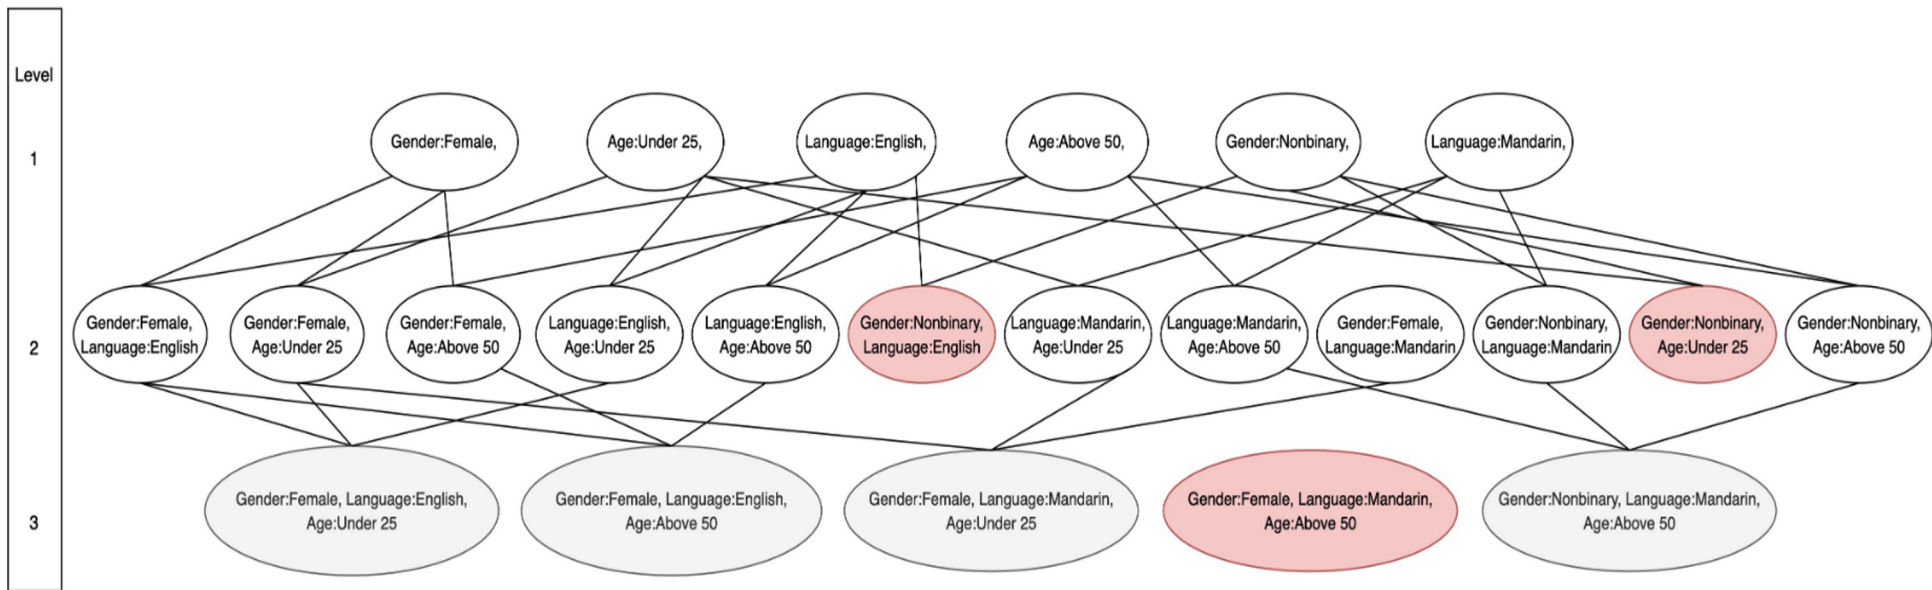 Level
1
Gender:Female,
Age:Under 25,
Language:English,
Age:Above 50,
Gender:Nonbinary,
Language:Mandarin,
2
Gender:Female,
Language:English
Gender:Female,
Age:Under 25
Gender:Female,
Age:Above 50
Language:English,
Age:Under 25
Language:English,
Age:Above 50
Gender:Nonbinary,
Language:English
Language:Mandarin,
Age:Under 25
Language:Mandarin,
Age:Above 50
Gender:Female,
Language:Mandarin
Gender:Nonbinary,
Language:Mandarin
Gender:Nonbinary,
Age:Under 25
Gender:Nonbinary,
Age:Above 50
3
Gender:Female, Language:English,
Age:Under 25
Gender:Female, Language:English,
Age:Above 50
Gender:Female, Language:Mandarin,
Age:Under 25
Gender:Female, Language:Mandarin,
Age:Above 50
Gender:Nonbinary, Language:Mandarin,
Age:Above 50